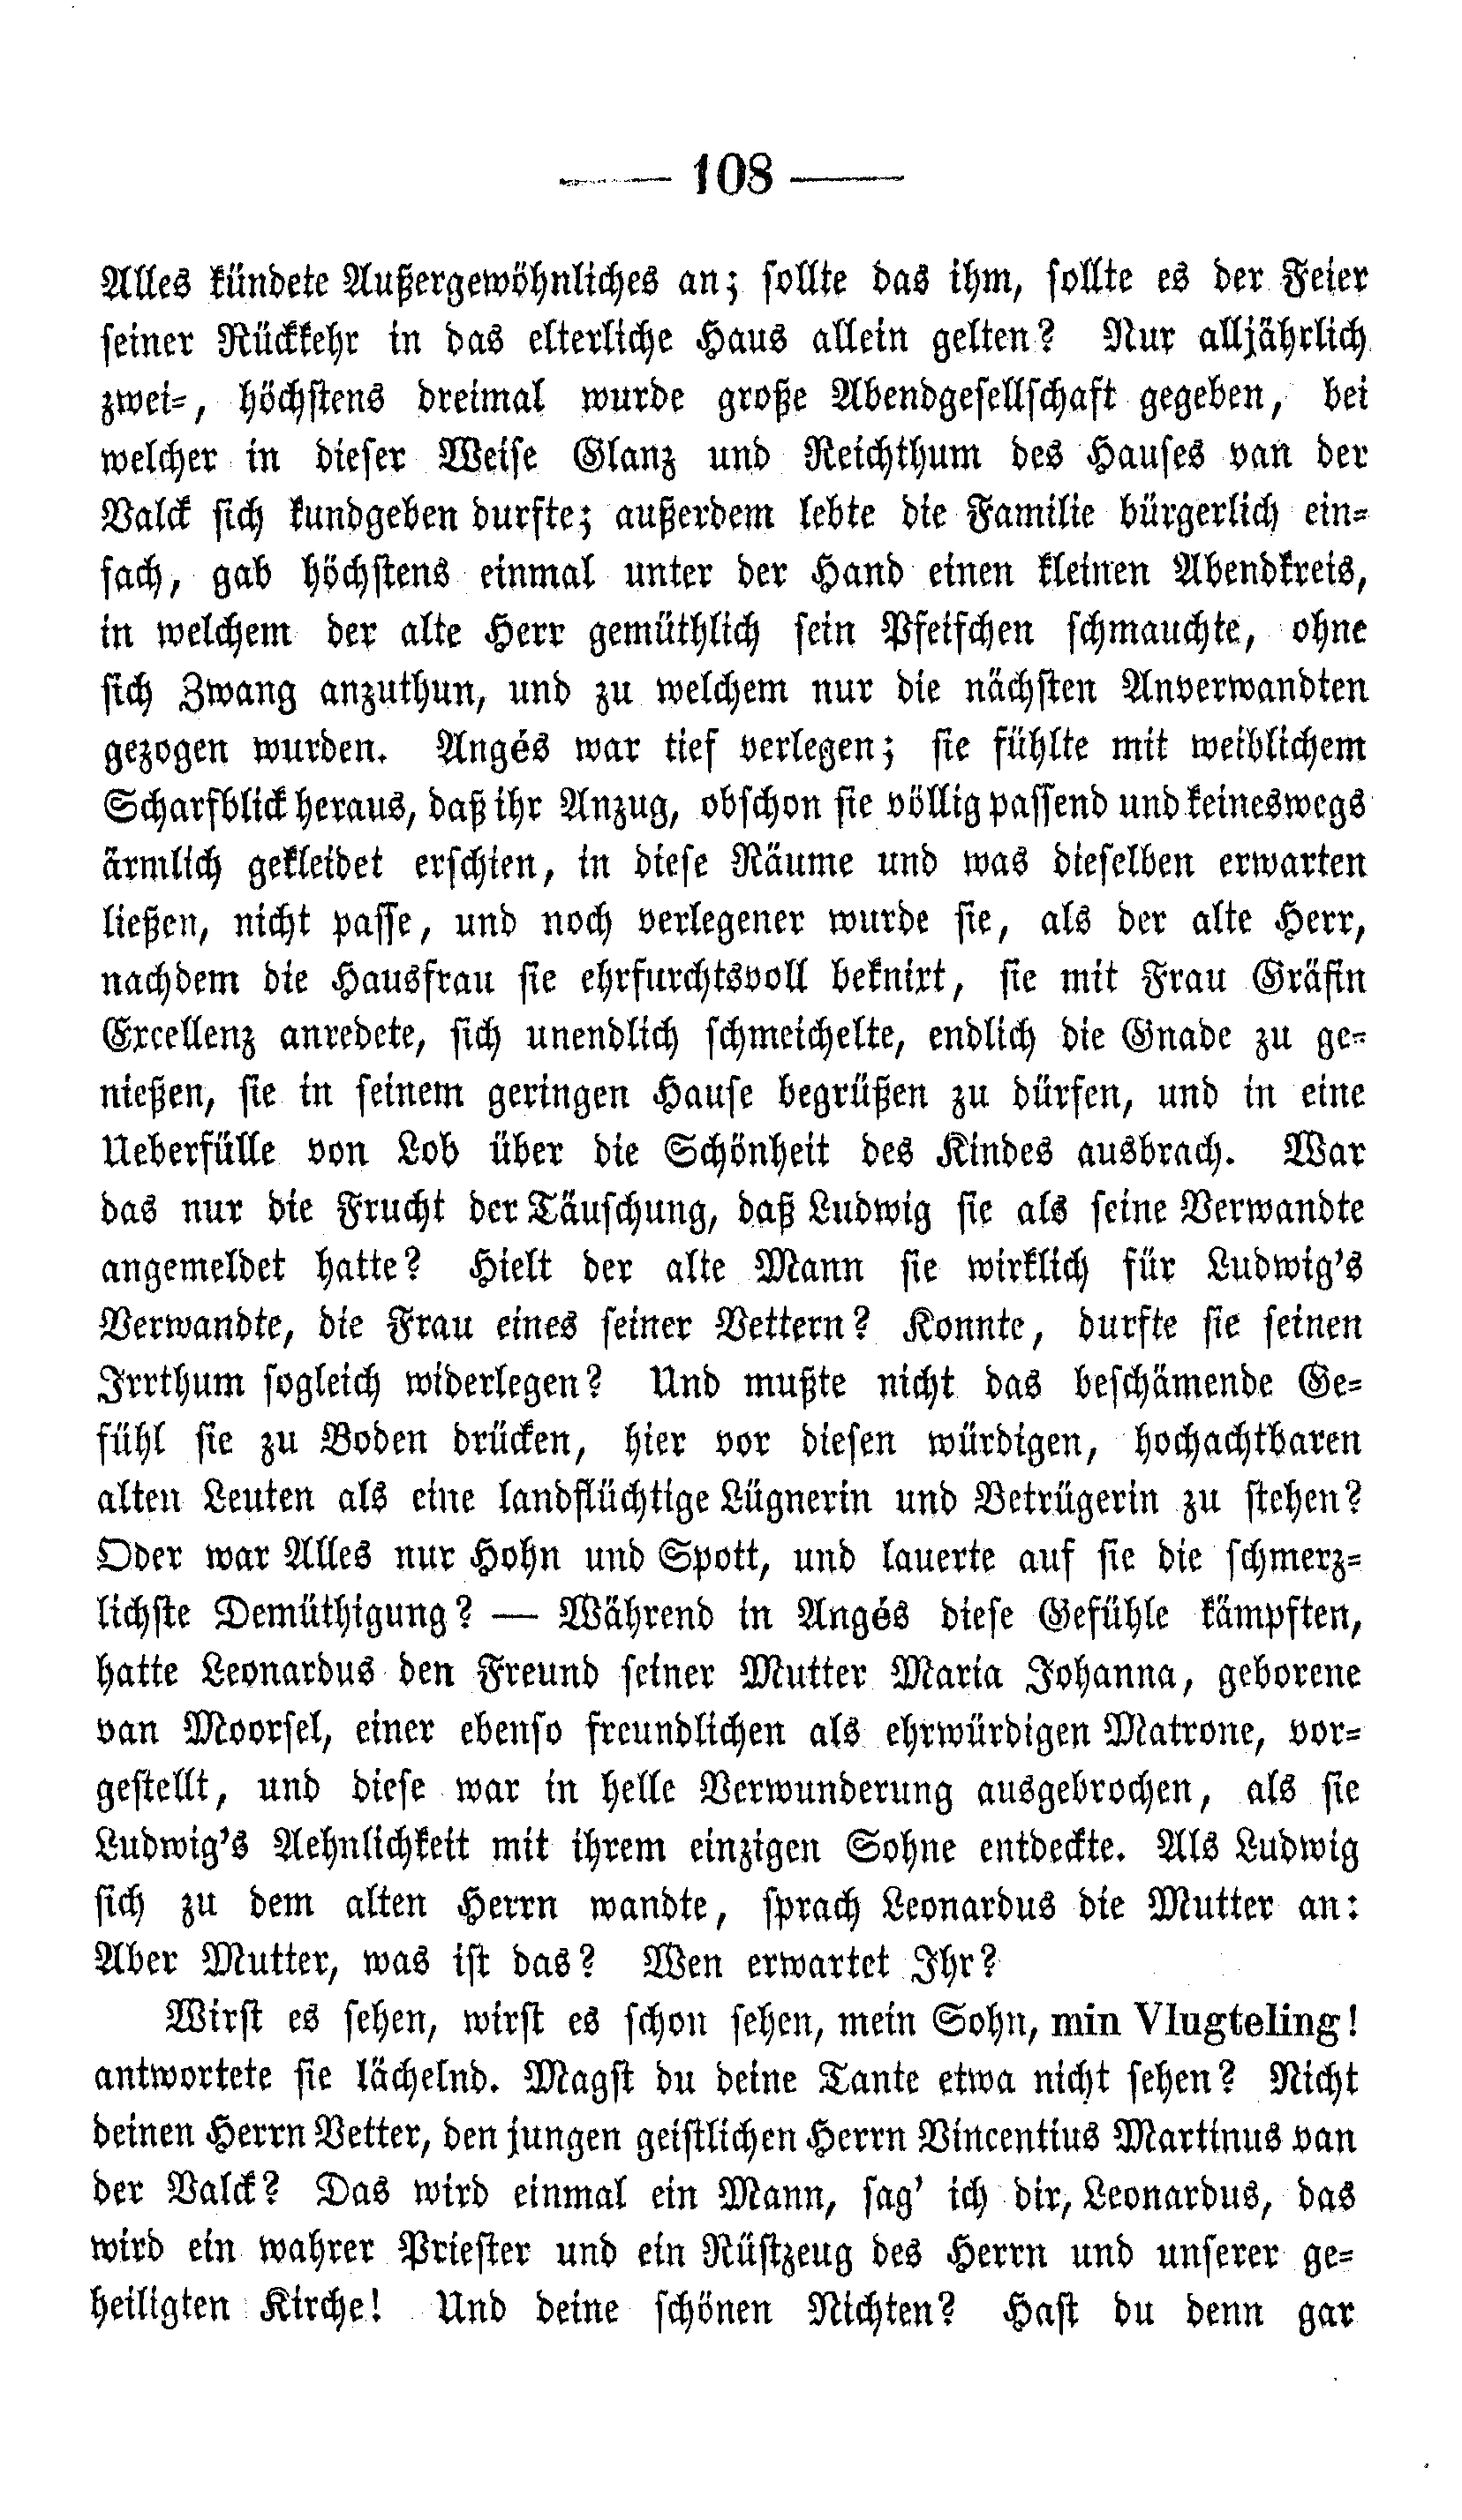 — 108 —
Alles kündete Außergewöhnliches an; sollte das ihm, sollte es der Feier
seiner Rückkehr in das elterliche Haus allein gelten? Nur alljährlich
zwei-, höchstens dreimal wurde große Abendgesellschaft gegeben, bei
welcher in dieser Weise Glanz und Reichthum des Hauses van der
Valck sich kundgeben durfte; außerdem lebte die Familie bürgerlich ein-
fach, gab höchstens einmal unter der Hand einen kleinen Abendkreis,
in welchem der alte Herr gemüthlich sein Pfeifchen schmauchte, ohne
sich Zwang anzuthun, und zu welchem nur die nächsten Anverwandten
gezogen wurden. Angés war tief verlegen; sie fühlte mit weiblichem
Scharfblick heraus, daß ihr Anzug, obschon sie völlig passend und keineswegs
ärmlich gekleidet erschien, in diese Räume und was dieselben erwarten
ließen, nicht passe, und noch verlegener wurde sie, als der alte Herr,
nachdem die Hausfrau sie ehrfurchtsvoll beknixt, sie mit Frau Gräfin
Excellenz anredete, sich unendlich schmeichelte, endlich die Gnade zu ge-
nießen, sie in seinem geringen Hause begrüßen zu dürfen, und in eine
Ueberfülle von Lob über die Schönheit des Kindes ausbrach. War
das nur die Frucht der Täuschung, daß Ludwig sie als seine Verwandte
angemeldet hatte? Hielt der alte Mann sie wirklich für Ludwig's
Verwandte, die Frau eines seiner Vettern? Konnte, durfte sie seinen
Irrthum sogleich widerlegen? Und mußte nicht das beschämende Ge-
fühl sie zu Boden drücken, hier vor diesen würdigen, hochachtbaren
alten Leuten als eine landflüchtige Lügnerin und Betrügerin zu stehen?
Oder war Alles nur Hohn und Spott, und lauerte auf sie die schmerz-
lichste Demüthigung? — Während in Angés diese Gefühle kämpften,
hatte Leonardus den Freund seiner Mutter Maria Johanna, geborene
van Moorsel, einer ebenso freundlichen als ehrwürdigen Matrone, vor-
gestellt, und diese war in helle Verwunderung ausgebrochen, als sie
Ludwig's Aehnlichkeit mit ihrem einzigen Sohne entdeckte. Als Ludwig
sich zu dem alten Herrn wandte, sprach Leonardus die Mutter an:
Aber Mutter, was ist das? Wen erwartet Ihr?
Wirst es sehen, wirst es schon sehen, mein Sohn, min Vlugteling!
antwortete sie lächelnd. Magst du deine Tante etwa nicht sehen? Nicht
deinen Herrn Vetter, den jungen geistlichen Herrn Vincentius Martinus van
der Valck? Das wird einmal ein Mann, sag' ich dir, Leonardus, das
wird ein wahrer Priester und ein Rüstzeug des Herrn und unserer ge-
heiligten Kirche! Und deine schönen Nichten? Hast du denn gar